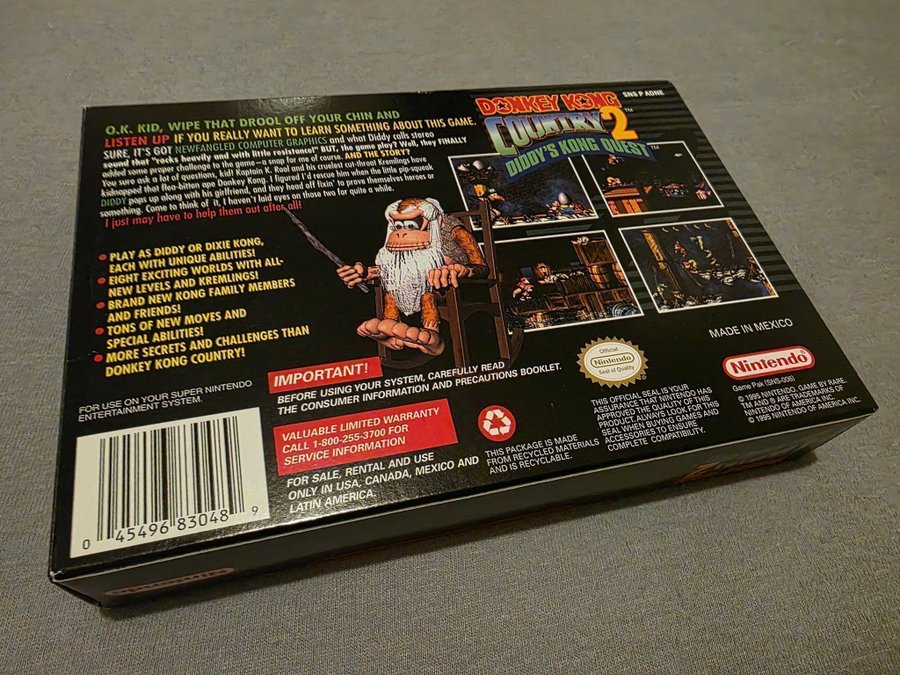 SNS P ADNE
DONKEY KONG
COUNTRY 2 TM
DIDDY'S KONG QUEST TM
O.K. KID, WIPE THAT DROOL OFF YOUR CHIN AND
LISTEN UP IF YOU REALLY WANT TO LEARN SOMETHING ABOUT THIS GAME.
SURE, IT'S GOT NEWFANGLED COMPUTER GRAPHICS and what Diddy calls stereo
sound that "rocks heavily and with little resistance!" BUT, the game play? Well, they FINALLY
added some proper challenge to the game-a snap for me of course. AND THE STORY?
You sure ask a lot of questions, kid! Kaptain K. Rool and his cruelest cut-throat Kremlings have
kidnapped that flea-bitten ape Donkey Kong. I figured I'd rescue him when the little pip-squeak
DIDDY pops up along with his girlfriend, and they head off fixin' to prove themselves heroes or
something. Come to think of it, I haven't laid eyes on those two for quite a while.
I just may have to help them out after all!
• PLAY AS DIDDY OR DIXIE KONG,
EACH WITH UNIQUE ABILITIES!
• EIGHT EXCITING WORLDS WITH ALL-
NEW LEVELS AND KREMLINGS!
• BRAND NEW KONG FAMILY MEMBERS
AND FRIENDS!
• TONS OF NEW MOVES AND
SPECIAL ABILITIES!
• MORE SECRETS AND CHALLENGES THAN
DONKEY KONG COUNTRY!
FOR USE ON YOUR SUPER NINTENDO
ENTERTAINMENT SYSTEM.
IMPORTANT!
BEFORE USING YOUR SYSTEM, CAREFULLY READ
THE CONSUMER INFORMATION AND PRECAUTIONS BOOKLET.
VALUABLE LIMITED WARRANTY
CALL 1-800-255-3700 FOR
SERVICE INFORMATION
FOR SALE, RENTAL AND USE
ONLY IN USA, CANADA, MEXICO AND
LATIN AMERICA.
THIS PACKAGE IS MADE
FROM RECYCLED MATERIALS
AND IS RECYCLABLE.
Official
Nintendo
Seal of Quality
THIS OFFICIAL SEAL IS YOUR
ASSURANCE THAT NINTENDO HAS
APPROVED THE QUALITY OF THIS
PRODUCT. ALWAYS LOOK FOR THIS
SEAL WHEN BUYING GAMES AND
ACCESSORIES TO ENSURE
COMPLETE COMPATIBILITY.
MADE IN MEXICO
Nintendo®
Game Pak (SNS-006)
© 1995 NINTENDO. GAME BY RARE.
TM AND ® ARE TRADEMARKS OF
NINTENDO OF AMERICA INC.
© 1995 NINTENDO OF AMERICA INC.
0 45496 83048 9
Nintendo